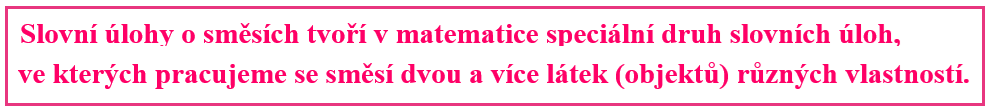 Slovní úlohy o směsích tvoří v matematice speciální druh slovních úloh,
ve kterých pracujeme se směsí dvou a více látek (objektů) různých vlastností.